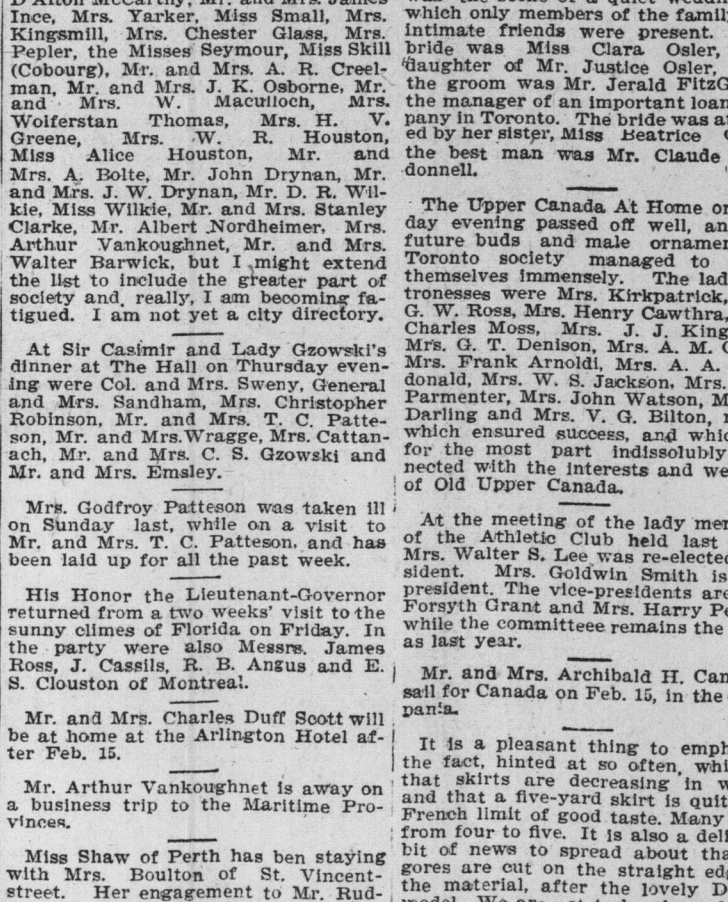 D'Alton McCarthy, Mr. and Mrs. James
Ince, Mrs. Yarker, Miss Small, Mrs.
Kingsmill, Mrs. Chester Glass, Mrs.
Pepler, the Misses Seymour, Miss Skill
(Cobourg), Mr. and Mrs. A. R. Creel-
man, Mr. and Mrs. J. K. Osborne, Mr.
and Mrs. W. Maculloch, Mrs.
Wolferstan Thomas, Mrs. H. V.
Greene, Mrs. W. R. Houston,
Miss Alice Houston, Mr. and
Mrs. A. Bolte, Mr. John Drynan, Mr.
and Mrs. J. W. Drynan, Mr. D. R. Wil-
kie, Miss Wilkie, Mr. and Mrs. Stanley
Clarke, Mr. Albert Nordheimer, Mrs.
Arthur Vankoughnet, Mr. and Mrs.
Walter Barwick, but I might extend
the list to include the greater part of
society and, really, I am becoming fa-
tigued. I am not yet a city directory.
At Sir Casimir and Lady Gzowski's
dinner at The Hall on Thursday even-
ing were Col. and Mrs. Sweny, General
and Mrs. Sandham, Mrs. Christopher
Robinson, Mr. and Mrs. T. C. Patte-
son, Mr. and Mrs.Wragge, Mrs. Cattan-
ach, Mr. and Mrs. C. S. Gzowski and
Mr. and Mrs. Emsley.
Mrs. Godfroy Patteson was taken ill
on Sunday last, while on a visit to
Mr. and Mrs. T. C. Patteson, and has
been laid up for all the past week.
His Honor the Lieutenant-Governor
returned from a two weeks' visit to the
sunny climes of Florida on Friday. In
the party were also Messrs. James
Ross, J. Cassils, R. B. Angus and E.
S. Clouston of Montreal.
Mr. and Mrs. Charles Duff Scott will
be at home at the Arlington Hotel af-
ter Feb. 15.
Mr. Arthur Vankoughnet is away on
a business trip to the Maritime Pro-
vinces.
Miss Shaw of Perth has ben staying
with Mrs. Boulton of St. Vincent-
street. Her engagement to Mr. Rud-
was the scene of a quiet
which only members of the
intimate friends were present.
bride was Miss Clara Osler,
daughter of Mr. Justice Osler,
the groom was Mr. Jerald
the manager of an important loan
pany in Toronto. The bride was
ed by her sister, Miss Beatrice
the best man was Mr. Claude
donnell.
The Upper Canada At Home
day evening passed off well,
future buds and male
Toronto society managed to
themselves immensely. The
tronesses were Mrs. Kirkpatrick,
G. W. Ross, Mrs. Henry Cawthra,
Charles Moss, Mrs. J. J. King
Mrs. G. T. Denison, Mrs. A. M.
Mrs. Frank Arnoldi, Mrs. A. A.
donald, Mrs. W. S. Jackson, Mrs.
Parmenter, Mrs. John Watson,
Darling and Mrs. V. G. Bilton,
which ensured success, and
for the most part indissolubly
nected with the interests and
of Old Upper Canada.
At the meeting of the lady
of the Athletic Club held last
Mrs. Walter S. Lee was re-elected
sident. Mrs. Goldwin Smith is
president. The vice-presidents are
Forsyth Grant and Mrs. Harry
while the committeee remains the
as last year.
Mr. and Mrs. Archibald H.
sail for Canada on Feb. 15, in the
pania.
It is a pleasant thing to
the fact, hinted at so often,
that skirts are decreasing in
and that a five-yard skirt is
French limit of good taste. Many
from four to five. It is also a
bit of news to spread about
gores are cut on the straight
the material, after the lovely
model. We are not